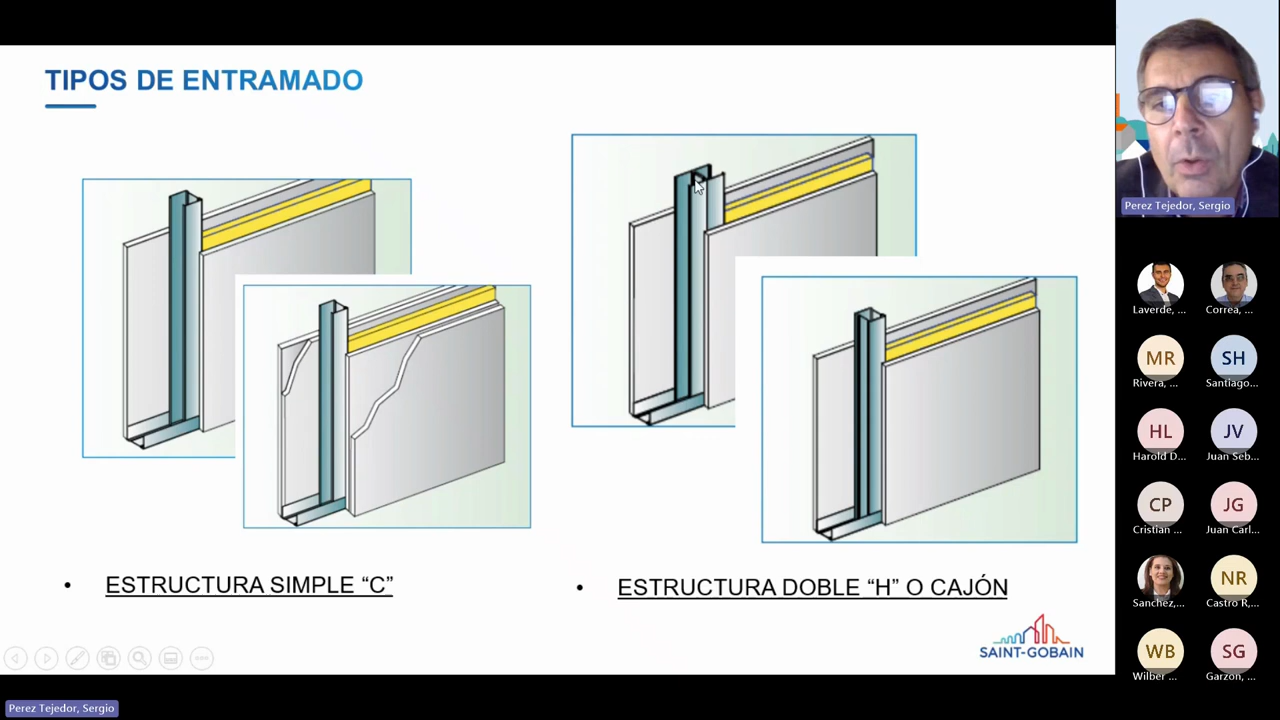 TIPOS DE ENTRAMADO
• ESTRUCTURA SIMPLE “C”
• ESTRUCTURA DOBLE “H” O CAJÓN
SAINT-GOBAIN
Perez Tejedor, Sergio
Laverde, ...
Correa, ...
MR
SH
Rivera, ...
Santiago...
HL
JV
Harold D...
Juan Seb...
CP
JG
Cristian ...
Juan Carl...
NR
Sanchez,...
Castro R,...
WB
SG
Wilber ...
Garzon, ...
Perez Tejedor, Sergio